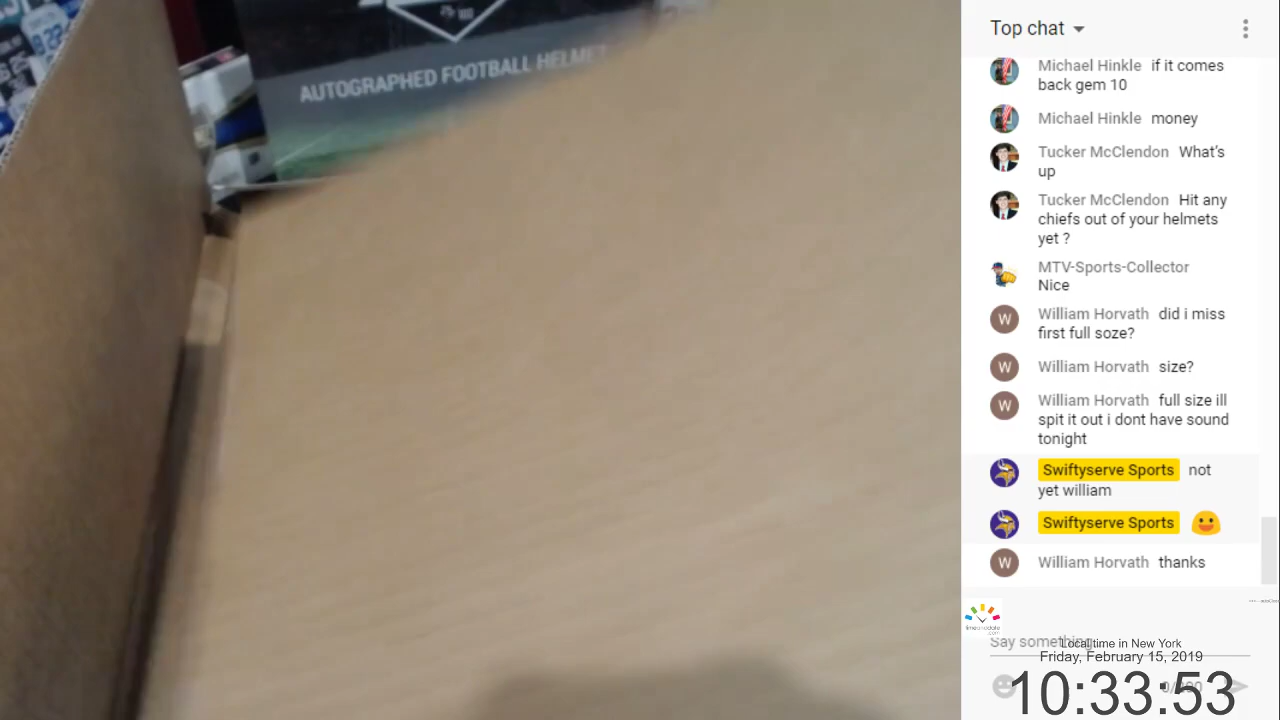 AUTOGRAPHED FOOTBALL HELMET
Top chat
Michael Hinkle if it comes
back gem 10
Michael Hinkle money
Tucker McClendon What's
up
Tucker McClendon Hit any
chiefs out of your helmets
yet ?
MTV-Sports-Collector
Nice
W
William Horvath did i miss
first full soze?
W
William Horvath size?
W
William Horvath full size ill
spit it out i dont have sound
tonight
Swiftyserve Sports not
yet william
Swiftyserve Sports
W
William Horvath thanks
Say something...
Local time in New York
Friday, February 15, 2019
10:33:53